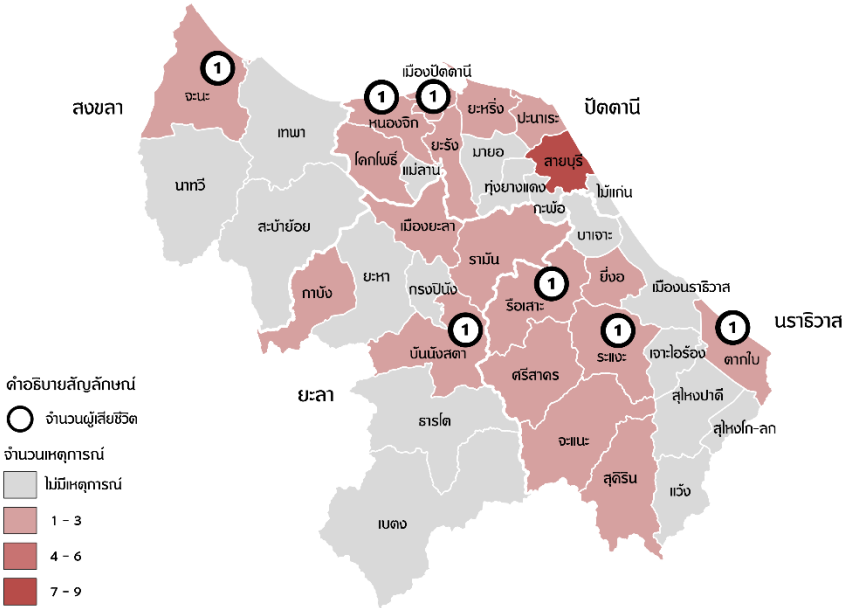 1
เมืองปัตตานี
จะนะ
1
1
สงขลา
หนองจิก
ยะหริ่ง
ปะนาเระ
ปัตตานี
เทพา
ยะรัง
มายอ
สายบุรี
โคกโพธิ์
แม่ลาน
นาทวี
ทุ่งยางแดง
ไม้แก่น
กะพ้อ
สะบ้าย้อย
เมืองยะลา
บาเจาะ
รามัน
ยะหา
ยี่งอ
กาบัง
กรงปินัง
1
เมืองนราธิวาส
รือเสาะ
นราธิวาส
1
1
1
บันนังสตา
ระแงะ
เจาะไอร้อง
ตากใบ
ศรีสาคร
คำอธิบายสัญลักษณ์
ยะลา
สุไหงปาดี
จำนวนผู้เสียชีวิต
ธารโต
สุไหงโก-ลก
จะแนะ
จำนวนเหตุการณ์
สุคิริน
แว้ง
ไม่มีเหตุการณ์
เบตง
1 - 3
4 - 6
7 - 9